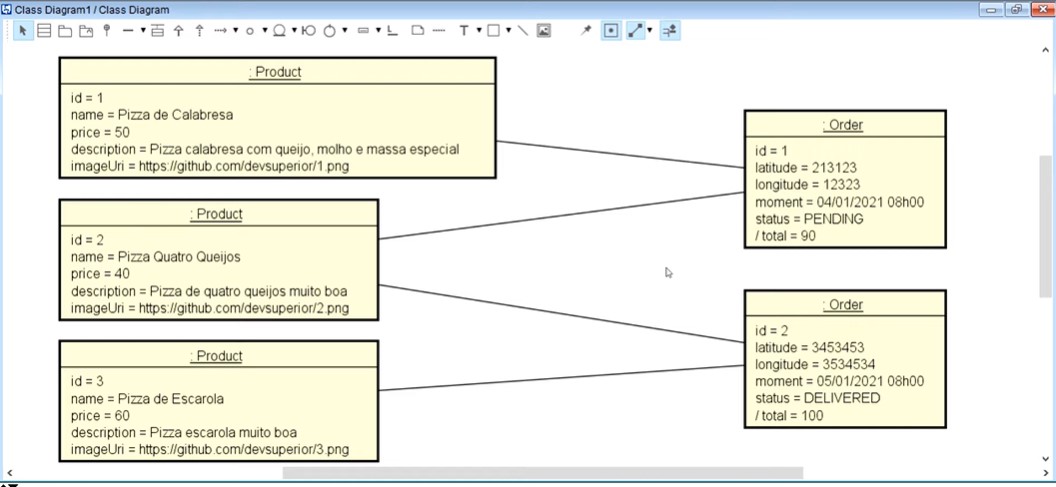 Class Diagram1 / Class Diagram
: Product
id = 1
name = Pizza de Calabresa
price = 50
description = Pizza calabresa com queijo, molho e massa especial
imageUri = https://github.com/devsuperior/1.png
: Product
id = 2
name = Pizza Quatro Queijos
price = 40
description = Pizza de quatro queijos muito boa
imageUri = https://github.com/devsuperior/2.png
: Product
id = 3
name = Pizza de Escarola
price = 60
description = Pizza escarola muito boa
imageUri = https://github.com/devsuperior/3.png
: Order
id = 1
latitude = 213123
longitude = 12323
moment = 04/01/2021 08h00
status = PENDING
/ total = 90
: Order
id = 2
latitude = 3453453
longitude = 3534534
moment = 05/01/2021 08h00
status = DELIVERED
/ total = 100